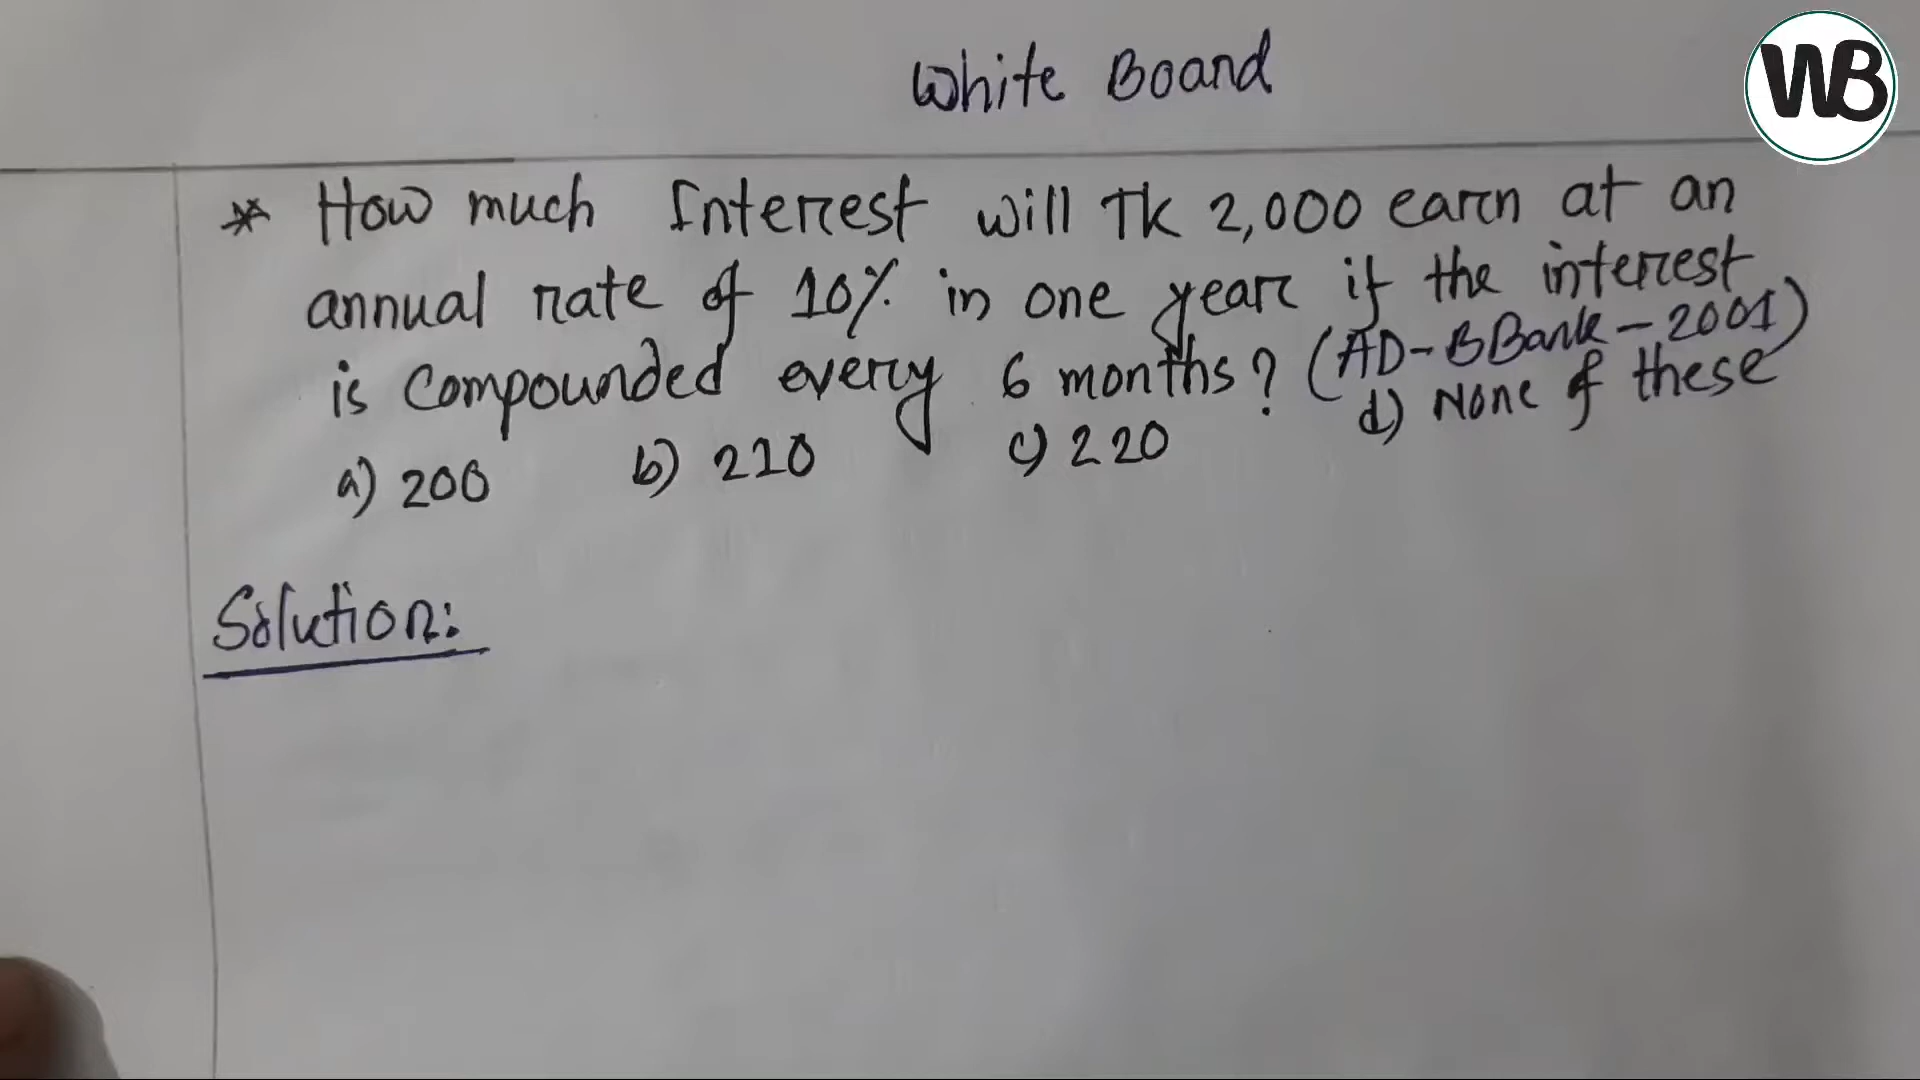 White Board
WB
* How much Interest will Tk 2,000 earn at an
annual rate of 10% in one year if the interest
is compounded every 6 months? (AD-BBank-2001)
a) 200 b) 210 c) 220 d) None of these
Solution: